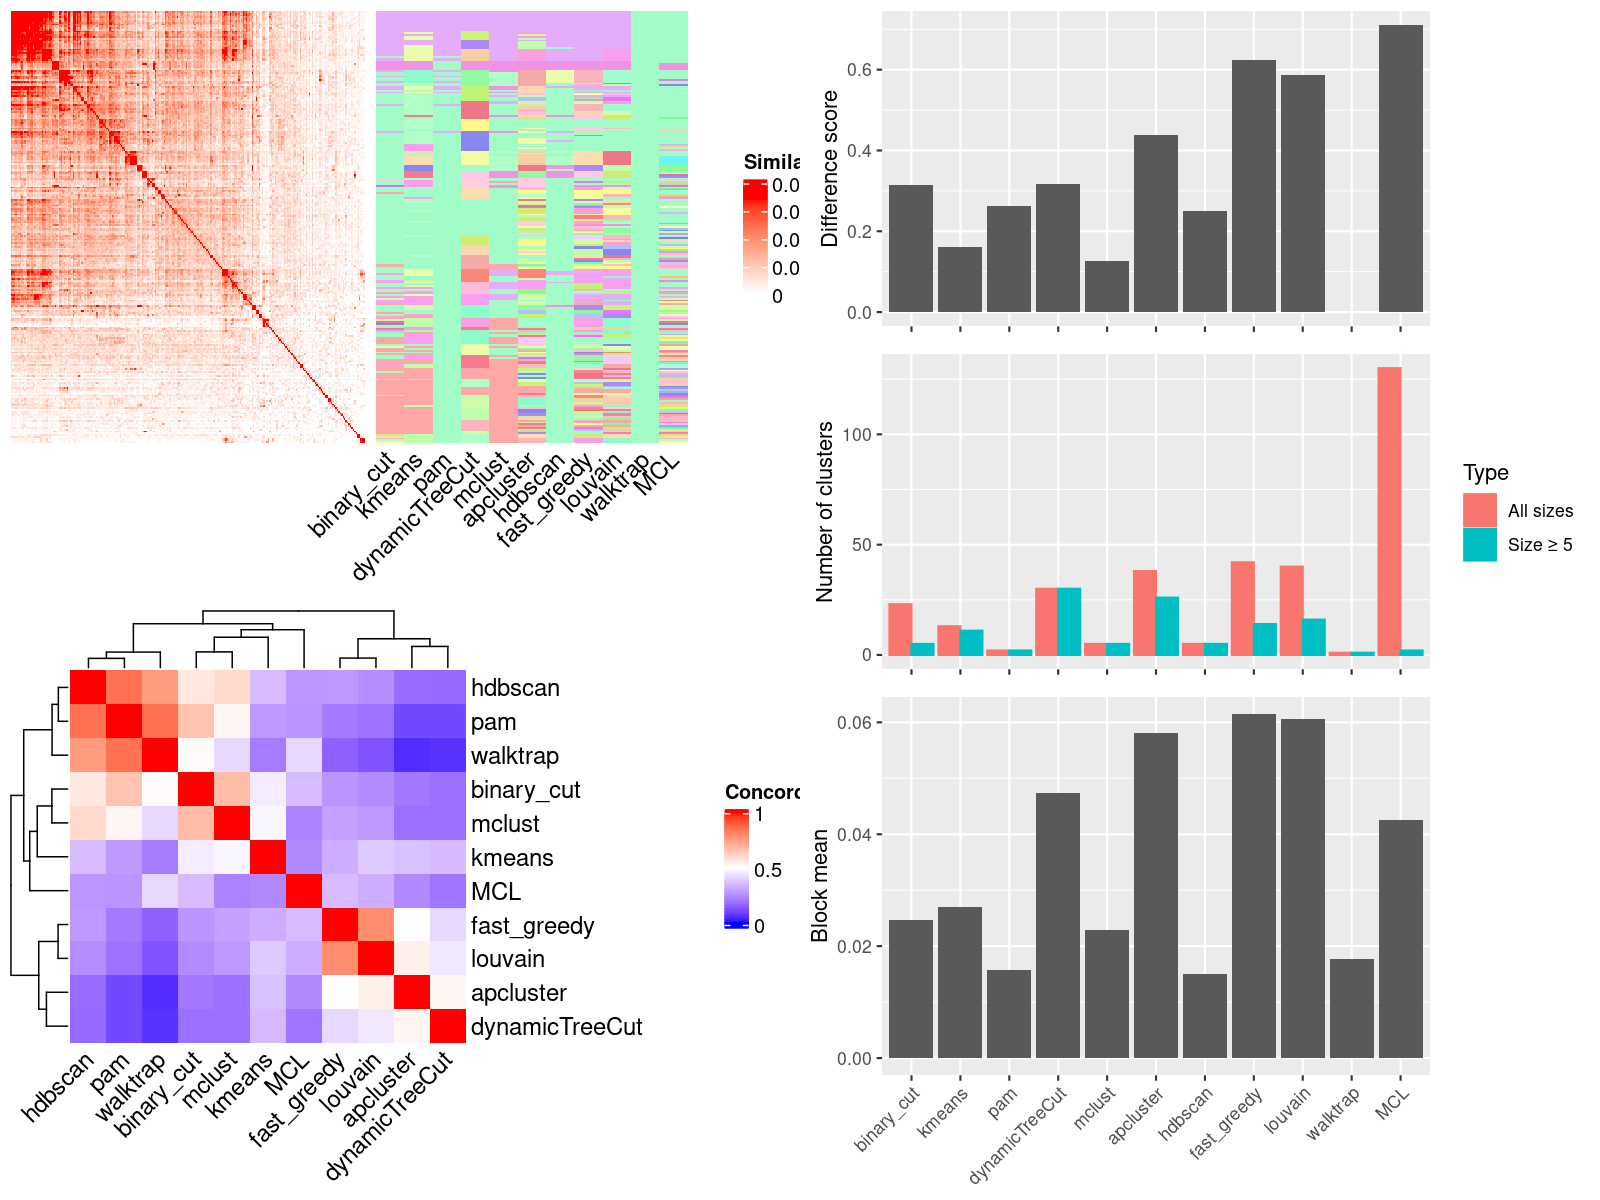 Simila
0.0
0.0
0.0
0.0
0
binary_cut
kmeans
pam
dynamicTreeCut
mclust
apcluster
hdbscan
fast_greedy
louvain
walktrap
MCL
hdbscan
pam
walktrap
binary_cut
mclust
kmeans
MCL
fast_greedy
louvain
apcluster
dynamicTreeCut
hdbscan
pam
walktrap
binary_cut
mclust
kmeans
MCL
fast_greedy
louvain
apcluster
dynamicTreeCut
Concord
1
0.5
0
Difference score
0.6
0.4
0.2
0.0
Number of clusters
100
50
0
Type
All sizes
Size ≥ 5
Block mean
0.06
0.04
0.02
0.00
binary_cut
kmeans
pam
dynamicTreeCut
mclust
apcluster
hdbscan
fast_greedy
louvain
walktrap
MCL